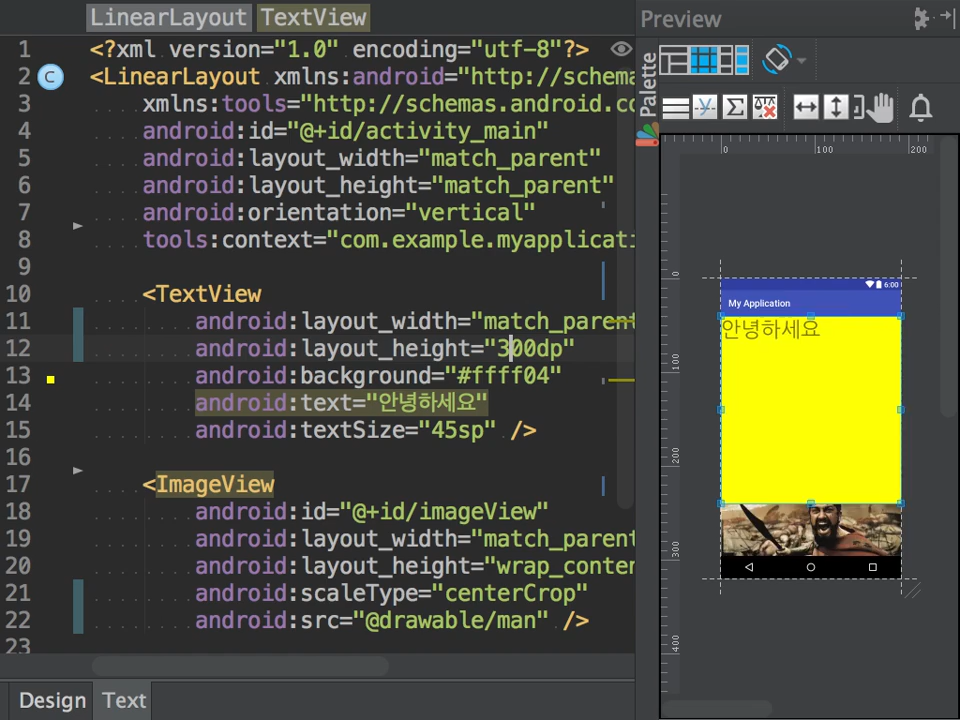 LinearLayout TextView
Preview
Palette
1 <?xml version="1.0" encoding="utf-8"?>
2 C <LinearLayout xmlns:android="http://schema
3 xmlns:tools="http://schemas.android.co
4 android:id="@+id/activity_main"
5 android:layout_width="match_parent"
6 android:layout_height="match_parent"
7 android:orientation="vertical"
8 tools:context="com.example.myapplicati
9
10 <TextView
11 android:layout_width="match_parent
12 android:layout_height="300dp"
13 android:background="#ffff04"
14 android:text="안녕하세요"
15 android:textSize="45sp" />
16
17 <ImageView
18 android:id="@+id/imageView"
19 android:layout_width="match_parent
20 android:layout_height="wrap_conten
21 android:scaleType="centerCrop"
22 android:src="@drawable/man" />
23
Design Text
0 100 200
0
100
200
300
400
6:00
My Application
안녕하세요